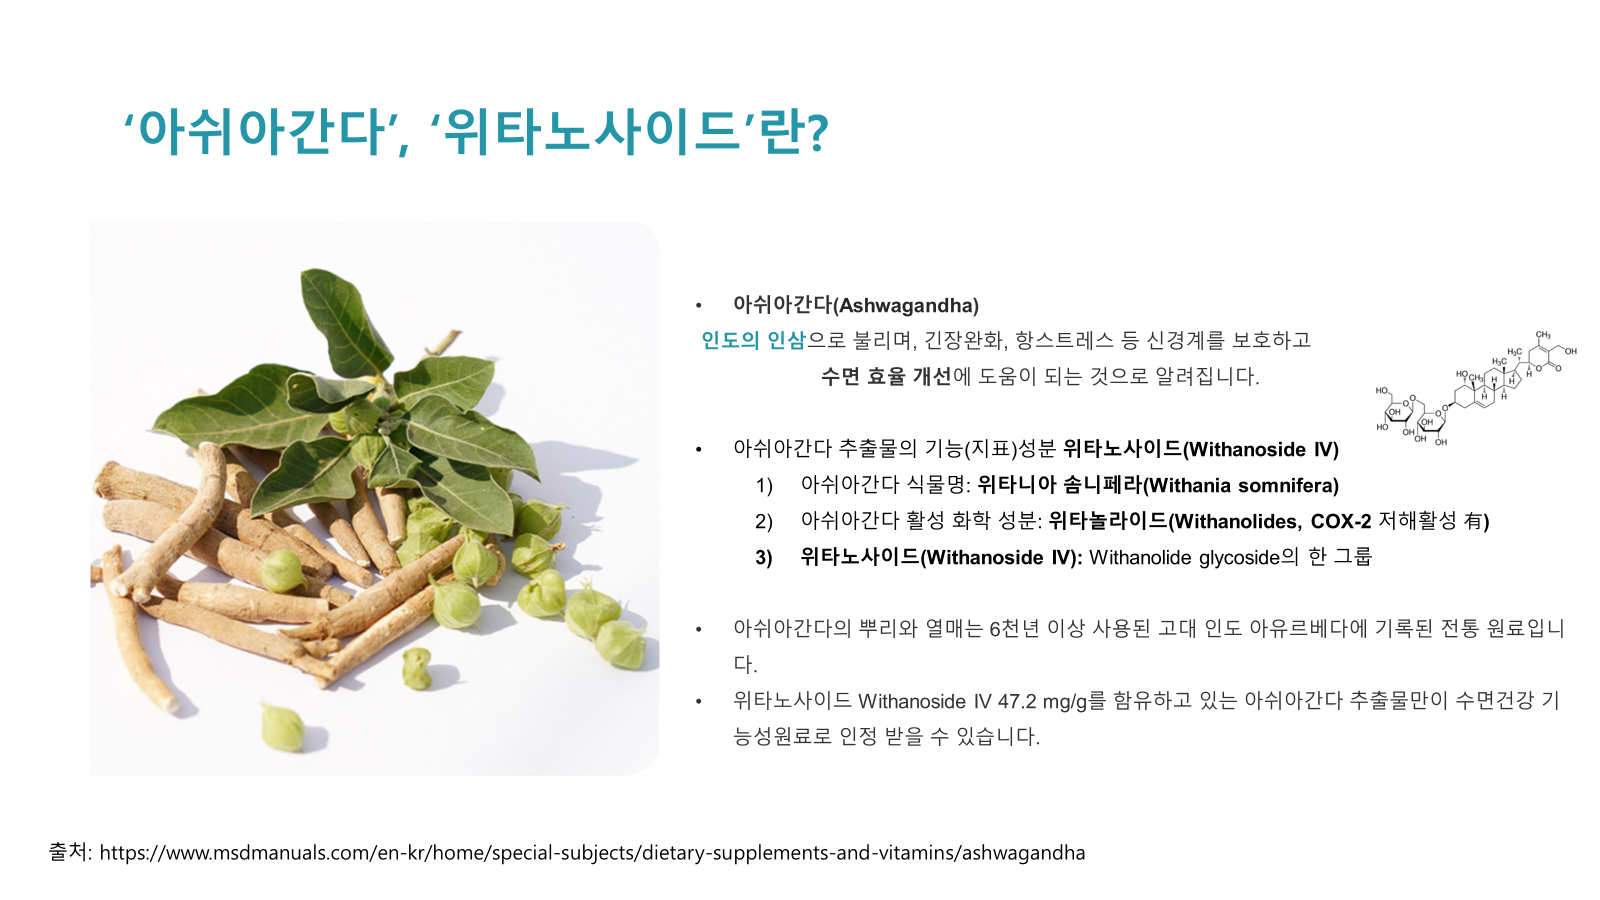 ‘아쉬아간다’, ‘위타노사이드’란?
• 아쉬아간다(Ashwagandha)
인도의 인삼으로 불리며, 긴장완화, 항스트레스 등 신경계를 보호하고
수면 효율 개선에 도움이 되는 것으로 알려집니다.
CH₃
H₃C
OH
H₃C
O
O
HO
CH₃
H
H
H
H
H
HO
O
O
O
O
OH
OH
HO
OH
OH
OH
• 아쉬아간다 추출물의 기능(지표)성분 위타노사이드(Withanoside Ⅳ)
1) 아쉬아간다 식물명: 위타니아 솜니페라(Withania somnifera)
2) 아쉬아간다 활성 화학 성분: 위타놀라이드(Withanolides, COX-2 저해활성 有)
3) 위타노사이드(Withanoside Ⅳ): Withanolide glycoside의 한 그룹
• 아쉬아간다의 뿌리와 열매는 6천년 이상 사용된 고대 인도 아유르베다에 기록된 전통 원료입니
다.
• 위타노사이드 Withanoside Ⅳ 47.2 mg/g를 함유하고 있는 아쉬아간다 추출물만이 수면건강 기
능성원료로 인정 받을 수 있습니다.
출처: https://www.msdmanuals.com/en-kr/home/special-subjects/dietary-supplements-and-vitamins/ashwagandha